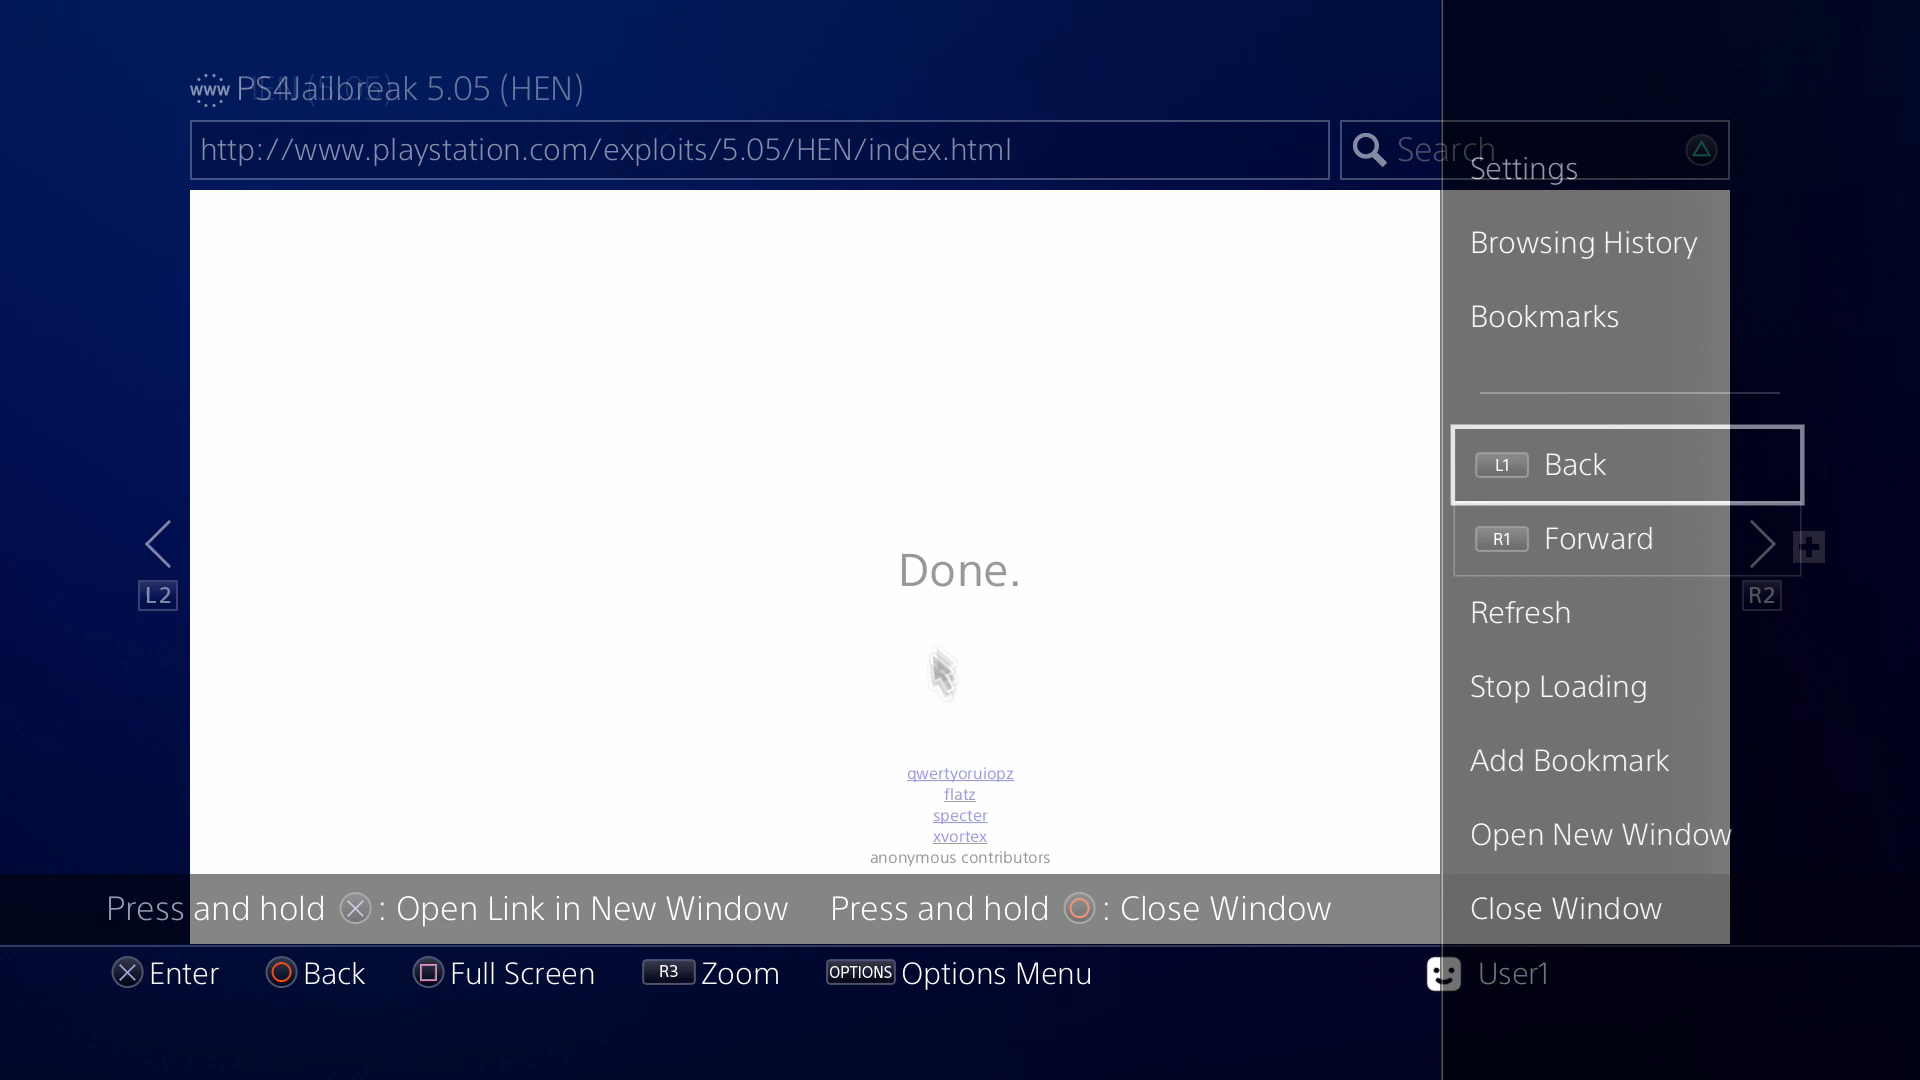 www PS4Jailbreak 5.05 (HEN)
http://www.playstation.com/exploits/5.05/HEN/index.html
Search
Settings
Browsing History
Bookmarks
L1 Back
R1 Forward
Refresh
Stop Loading
Add Bookmark
Open New Window
Close Window
L2
R2
Done.
qwertyoruiopz
flatz
specter
xvortex
anonymous contributors
Press and hold : Open Link in New Window Press and hold : Close Window
Enter Back Full Screen R3 Zoom OPTIONS Options Menu
User1